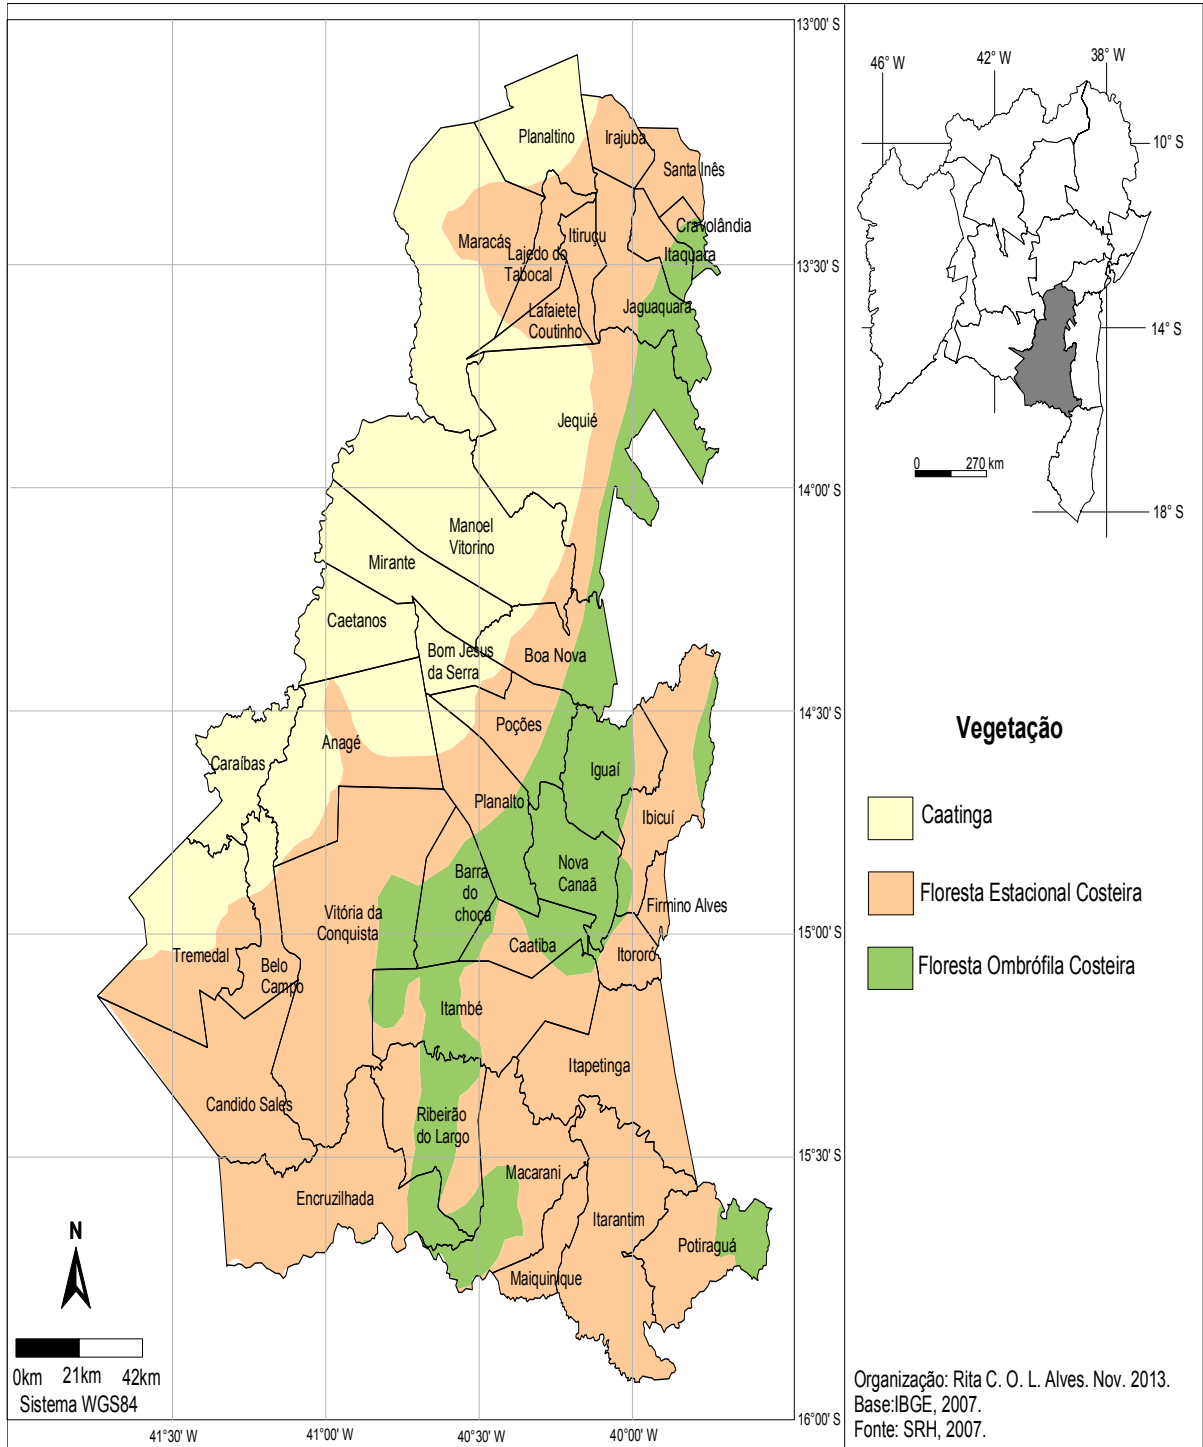 13°00' S
46° W
42° W
38° W
10° S
14° S
18° S
0
270 km
Planaltino
Irajuba
Santa Inês
Cravolândia
Itiruçu
Maracás
Lajedo do
Tabocal
Itaquara
13°30' S
Lafaiete
Coutinho
Jaguaquara
Jequié
14°00' S
Manoel
Vitorino
Mirante
Caetanos
Bom Jesus
da Serra
Boa Nova
14°30' S
Poções
Anagé
Caraíbas
Iguaí
Planalto
Ibicuí
Nova
Canaã
Barra
do
choça
Firmino Alves
Vitória da
Conquista
15°00' S
Caatiba
Itororó
Tremedal
Belo
Campo
Itambé
Itapetinga
Candido Sales
Ribeirão
do Largo
15°30' S
Macarani
Encruzilhada
Itarantim
Potiraguá
Maiquinique
16°00' S
Vegetação
Caatinga
Floresta Estacional Costeira
Floresta Ombrófila Costeira
N
0km 21km 42km
Sistema WGS84
41°30' W
41°00' W
40°30' W
40°00' W
Organização: Rita C. O. L. Alves. Nov. 2013.
Base:IBGE, 2007.
Fonte: SRH, 2007.